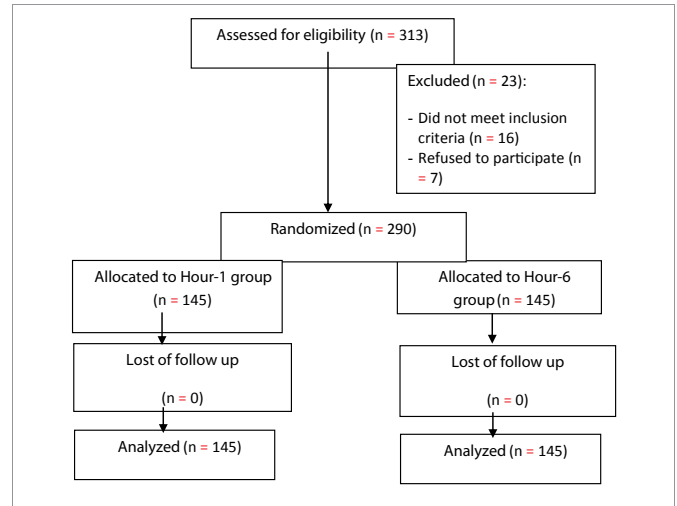 Assessed for eligibility (n = 313)
Excluded (n = 23):
- Did not meet inclusion
criteria (n = 16)
- Refused to participate (n
= 7)
Randomized (n = 290)
Allocated to Hour-1 group
(n = 145)
Allocated to Hour-6
group (n = 145)
Lost of follow up
(n = 0)
Lost of follow up
(n = 0)
Analyzed (n = 145)
Analyzed (n = 145)